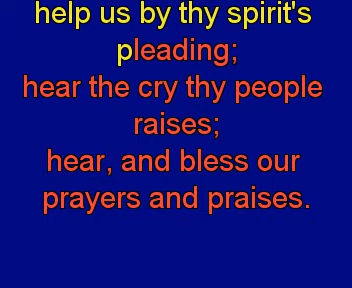 help us by thy spirit's
pleading;
hear the cry thy people
raises;
hear, and bless our
prayers and praises.